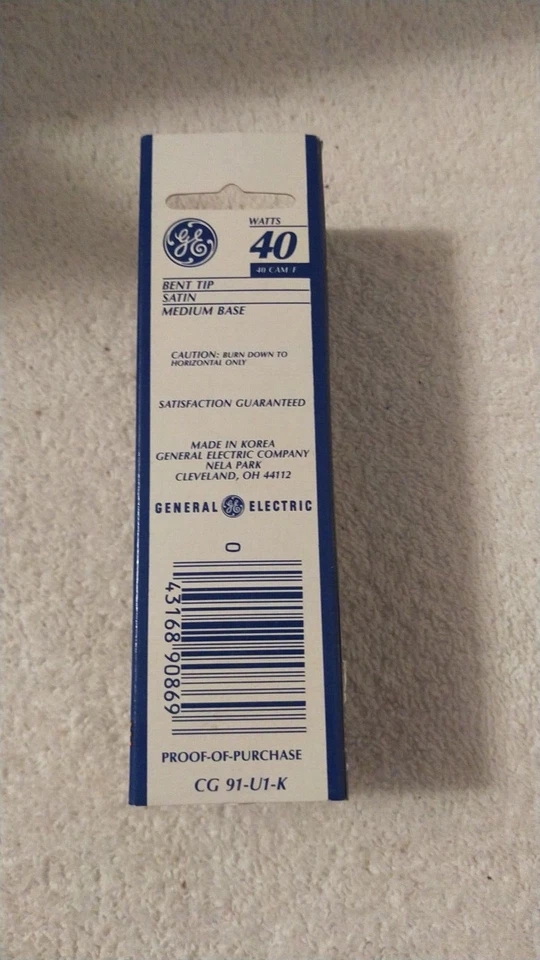 GE
WATTS
40
40 CAM F
BENT TIP
SATIN
MEDIUM BASE
CAUTION: BURN DOWN TO
HORIZONTAL ONLY
SATISFACTION GUARANTEED
MADE IN KOREA
GENERAL ELECTRIC COMPANY
NELA PARK
CLEVELAND, OH 44112
GENERAL GE ELECTRIC
0
43168 90869
PROOF-OF-PURCHASE
CG 91-U1-K